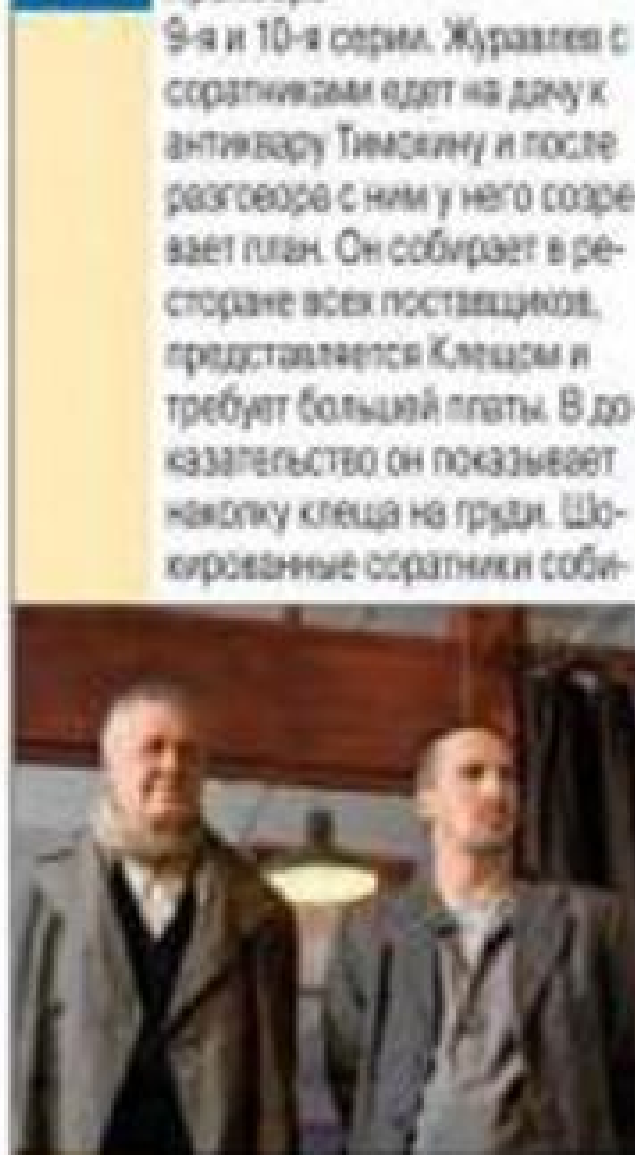 9-я и 10-я серии. Журавлев с
соратниками едет на дачу к
антиквару Тимохину и после
разговора с ним у него созре-
вает план. Он собирает в ре-
сторане всех поставщиков,
представляется Клещом и
требует большей платы. В до-
казательство он показывает
наколку клеща на груди. Шо-
кированные соратники соби-